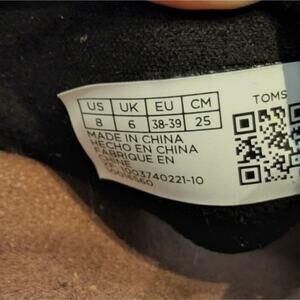 US UK EU CM
8 6 38-39 25
TOMS
MADE IN CHINA
HECHO EN CHINA
FABRIQUÉ EN
CHINE